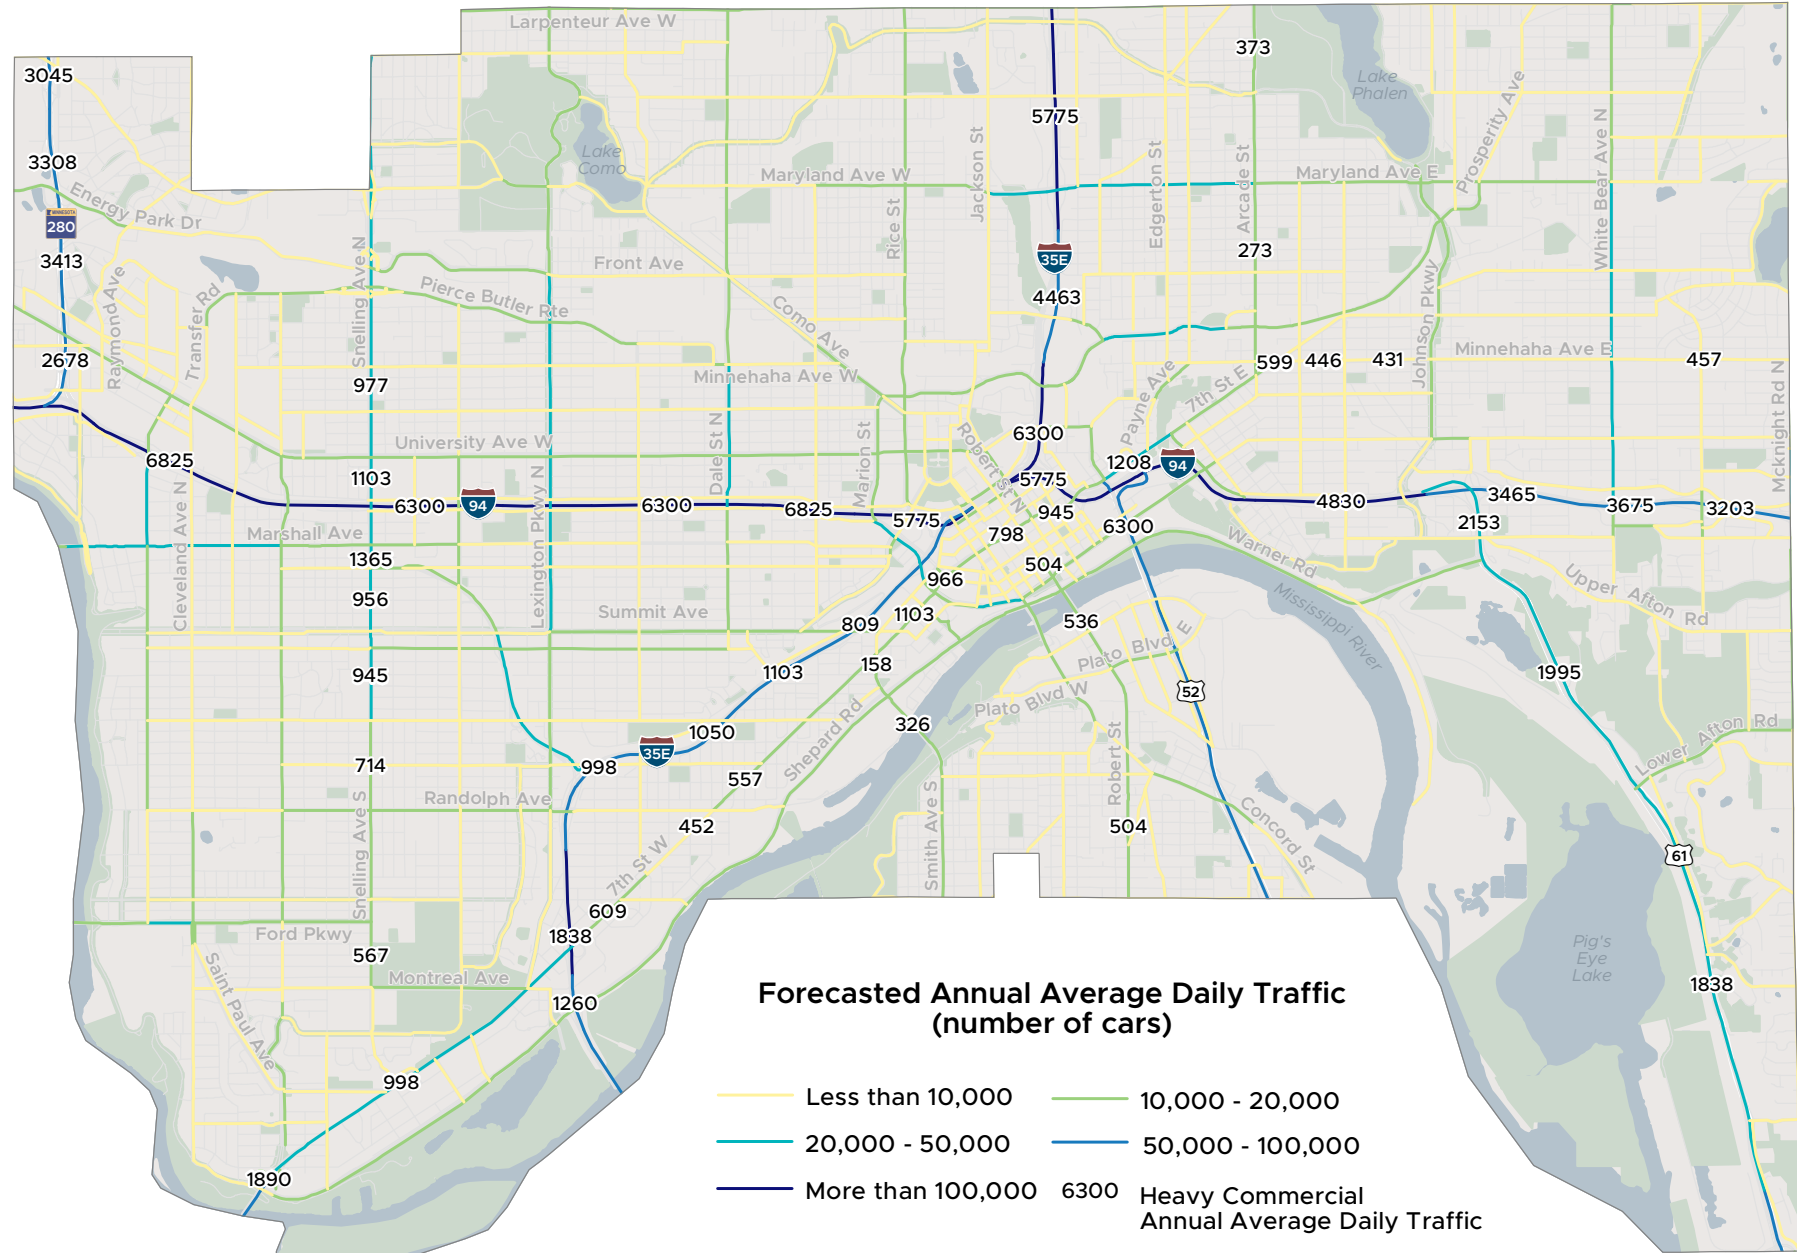 Larpenteur Ave W
373
3045
Lake
Phalen
5775
Prosperity Ave
3308
Lake
Como
Jackson St
Edgerton St
Arcade St
White Bear Ave N
Maryland Ave W
Maryland Ave E
Energy Park Dr
MINNESOTA
280
Rice St
3413
Front Ave
35E
273
Raymond Ave
Transfer Rd
Snelling Ave N
Pierce Butler Rte
Como Ave
4463
Johnson Pkwy
2678
977
Minnehaha Ave W
Payne Ave
7th St E
599
446
431
Minnehaha Ave E
457
Mcknight Rd N
University Ave W
Dale St N
Marion St
Robert St N
6300
6825
1103
6300
94
6300
6825
5775
5775
1208
94
4830
3465
3675
3203
Cleveland Ave N
Lexington Pkwy N
Marshall Ave
945
798
6300
2153
Warner Rd
1365
966
504
956
Summit Ave
1103
809
536
Mississippi River
Upper Afton Rd
Plato Blvd E
945
1103
158
Plato Blvd W
52
1995
1050
Shepard Rd
326
Lower Afton Rd
714
998
35E
557
Robert St
Randolph Ave
452
Smith Ave S
504
Concord St
61
Snelling Ave S
7th St W
609
Ford Pkwy
1838
567
Saint Paul Ave
Montreal Ave
Pig's
Eye
Lake
1838
1260
998
1890
Forecasted Annual Average Daily Traffic
(number of cars)
Less than 10,000
10,000 - 20,000
20,000 - 50,000
50,000 - 100,000
More than 100,000
6300
Heavy Commercial
Annual Average Daily Traffic